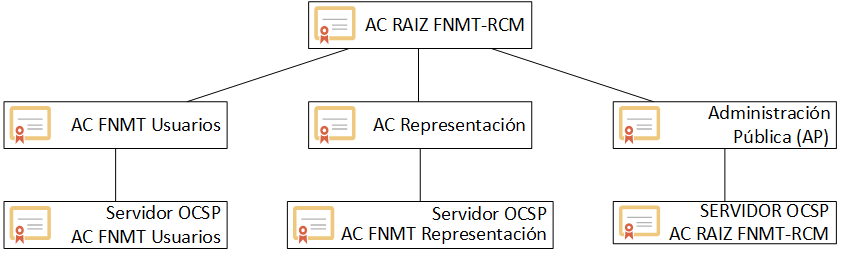 AC RAIZ FNMT-RCM
AC FNMT Usuarios
AC Representación
Administración
Pública (AP)
Servidor OCSP
AC FNMT Usuarios
Servidor OCSP
AC FNMT Representación
SERVIDOR OCSP
AC RAIZ FNMT-RCM